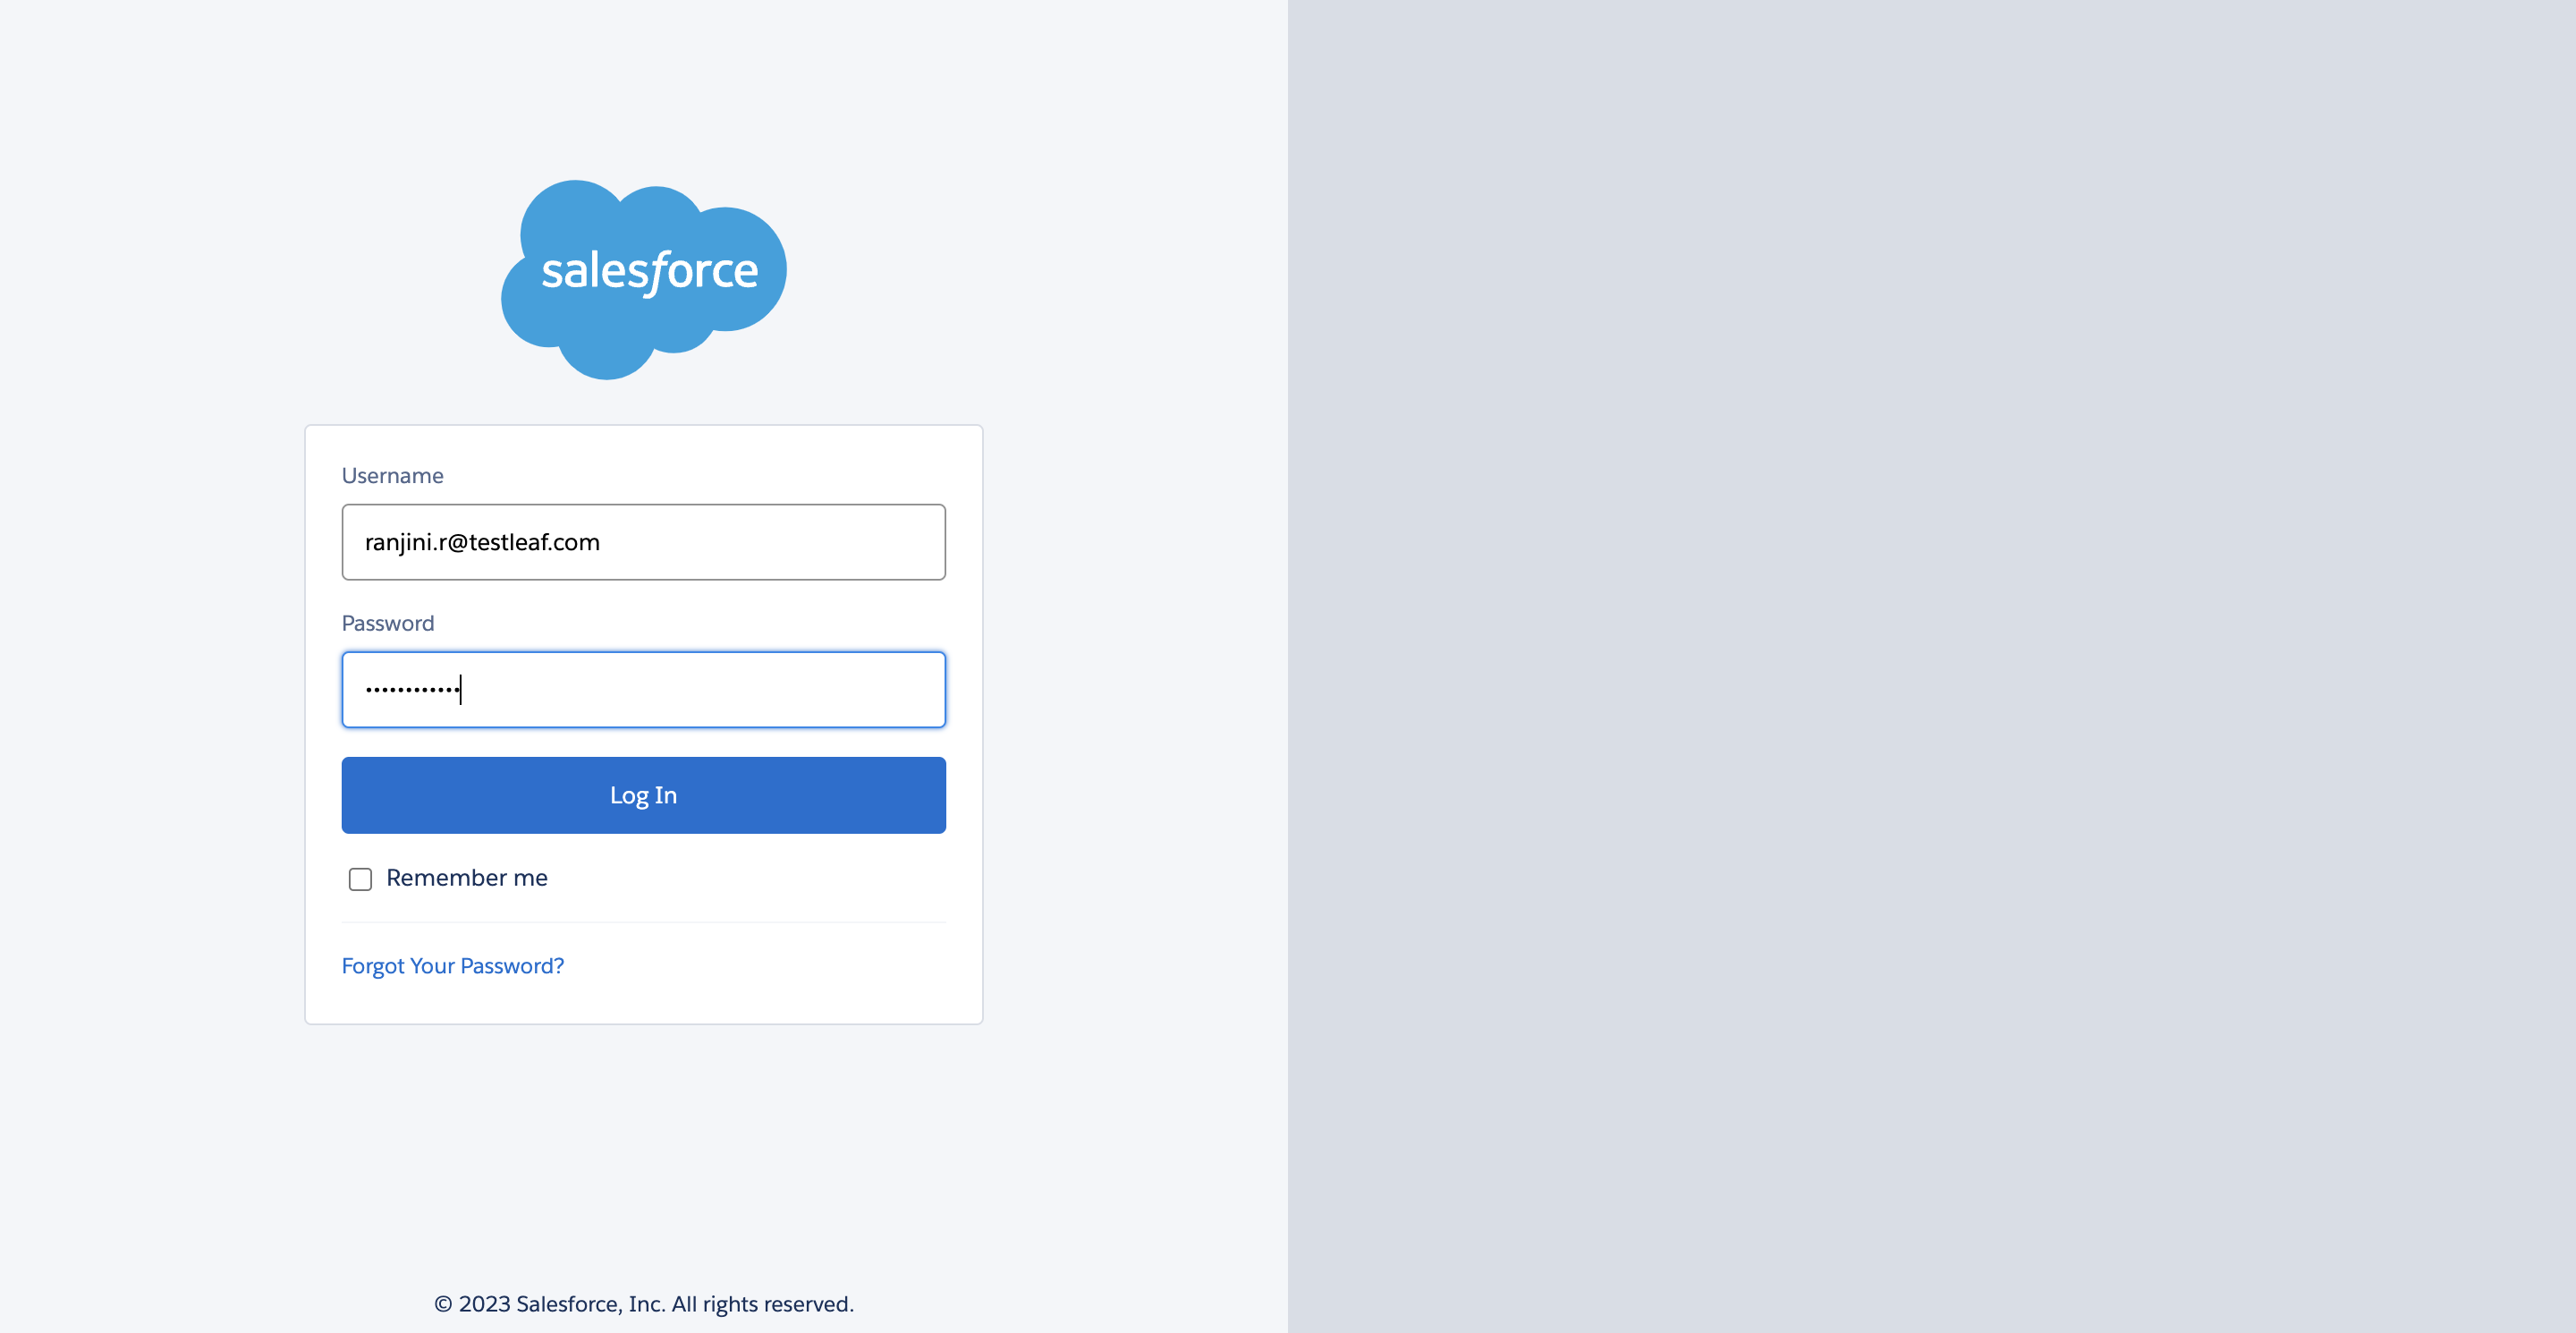 salesforce
Username
ranjini.r@testleaf.com
Password
••••••••••••
Log In
Remember me
Forgot Your Password?
© 2023 Salesforce, Inc. All rights reserved.